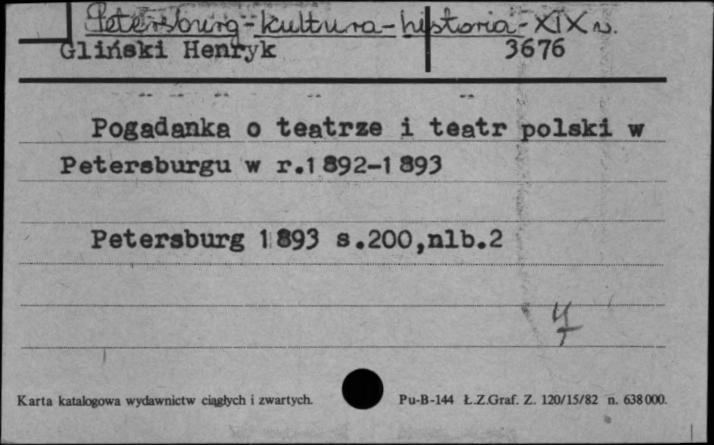 Petersburg - kultura - historia - XIX w.
Gliński Henryk 3676
Pogadanka o teatrze i teatr polski w
Petersburgu w r.1892-1893
Petersburg 1893 s.200,nlb.2
Karta katalogowa wydawnictw ciągłych i zwartych. Pu-B-144 Ł.Z.Graf. Z. 120/15/82 n. 638000.